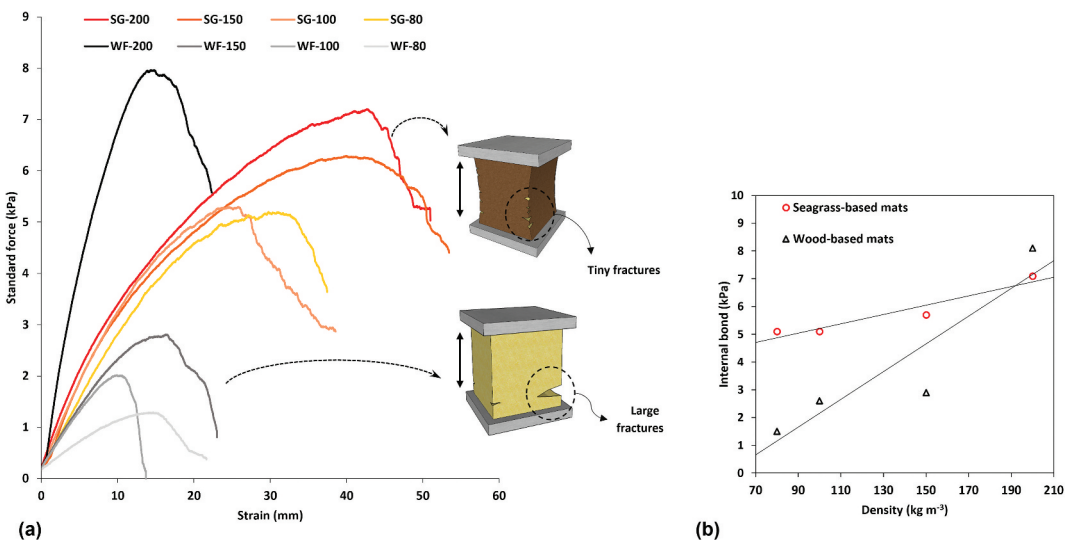 SG-200 SG-150 SG-100 SG-80
WF-200 WF-150 WF-100 WF-80
9
8
7
6
5
4
3
2
1
0
Standard force (kPa)
0 10 20 30 40 50 60
Strain (mm)
Tiny fractures
Large
fractures
(a)
10
9
8
7
6
5
4
3
2
1
0
Internal bond (kPa)
Seagrass-based mats
Wood-based mats
70 90 110 130 150 170 190 210
Density (kg m⁻³)
(b)